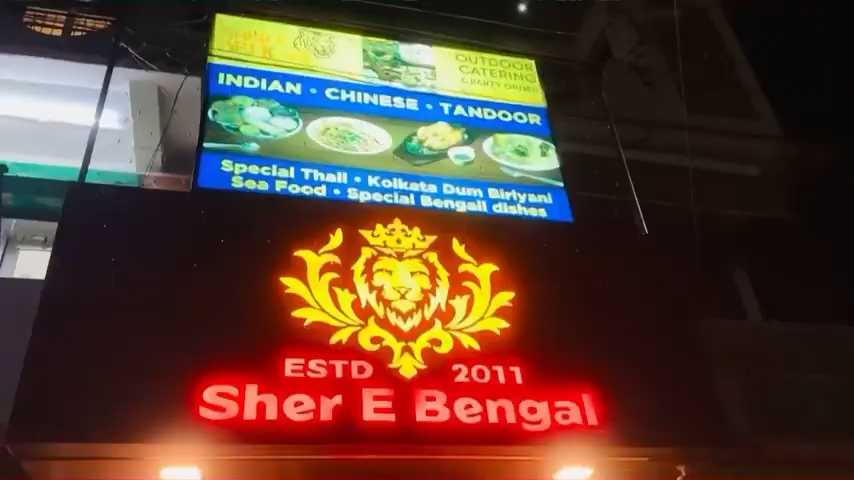 OUTDOOR
CATERING
& PARTY ORDER
INDIAN • CHINESE • TANDOOR
Special Thali • Kolkata Dum Biriyani
Sea Food • Special Bengali dishes
ESTD 2011
Sher E Bengal